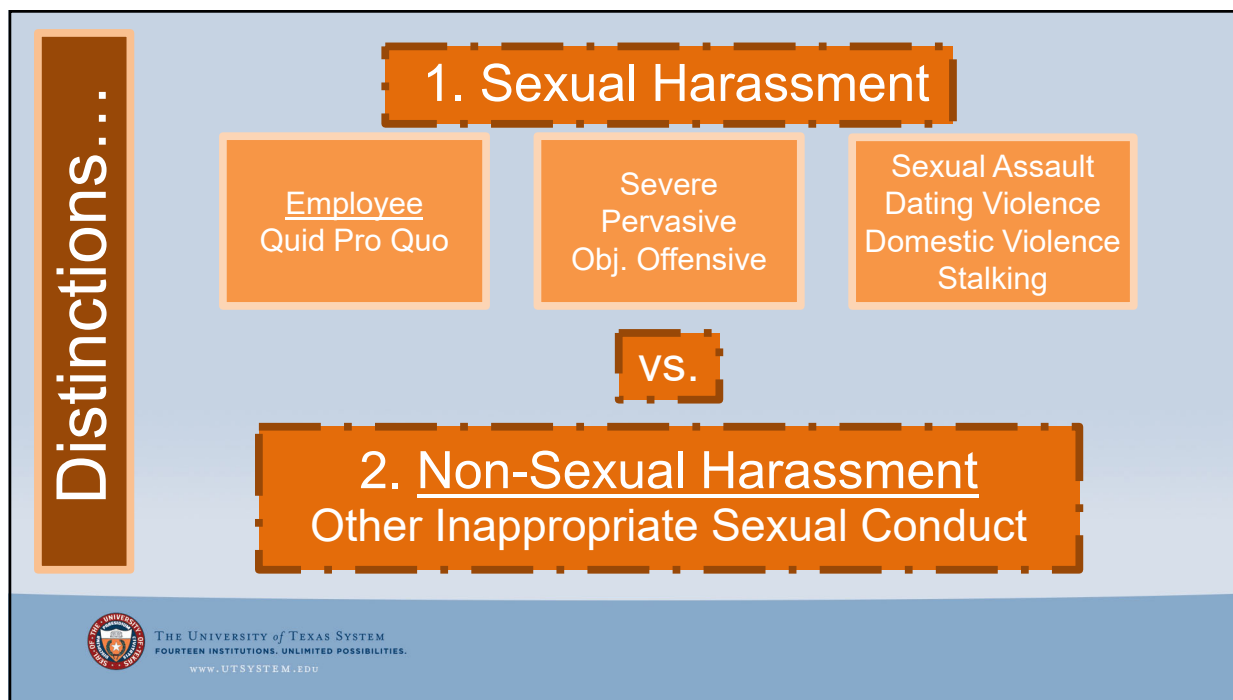 Distinctions...
1. Sexual Harassment
Employee
Quid Pro Quo
Severe
Pervasive
Obj. Offensive
Sexual Assault
Dating Violence
Domestic Violence
Stalking
vs.
2. Non-Sexual Harassment
Other Inappropriate Sexual Conduct
THE UNIVERSITY of TEXAS SYSTEM
FOURTEEN INSTITUTIONS. UNLIMITED POSSIBILITIES.
WWW.UTSYSTEM.EDU